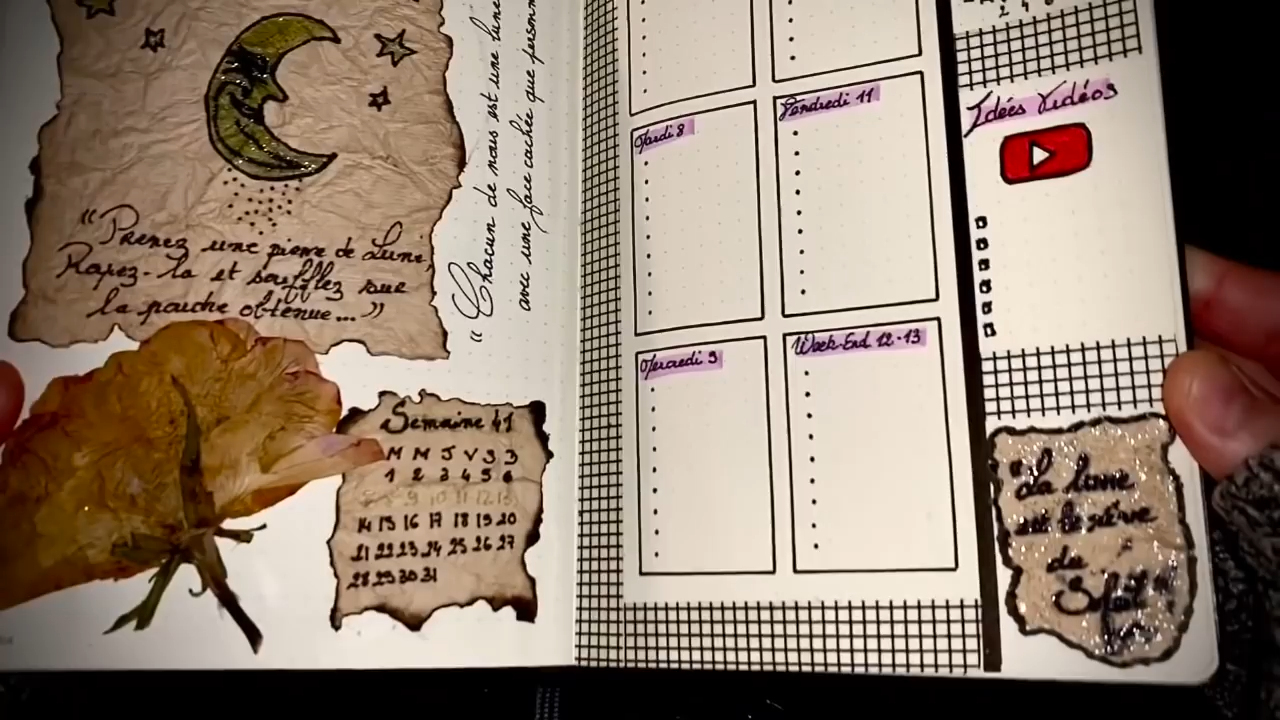 “Prenez une pierre de Lune,
Rapez-la et soufflez sur
la poudre obtenue...”
“Chacun de nous est une lune
avec une face cachée que personn
Semaine 41
M M J V S D
1 2 3 4 5 6
9 10 11 12 13
14 15 16 17 18 19 20
21 22 23 24 25 26 27
28 29 30 31
Mardi 8
Mercredi 9
Vendredi 11
Week-End 12-13
Idées Vidéos
“La lune
est le rêve
du
Soleil”